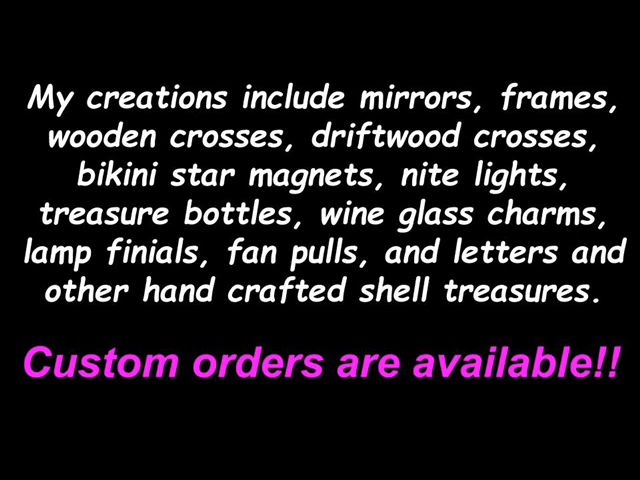 My creations include mirrors, frames,
wooden crosses, driftwood crosses,
bikini star magnets, nite lights,
treasure bottles, wine glass charms,
lamp finials, fan pulls, and letters and
other hand crafted shell treasures.
Custom orders are available!!